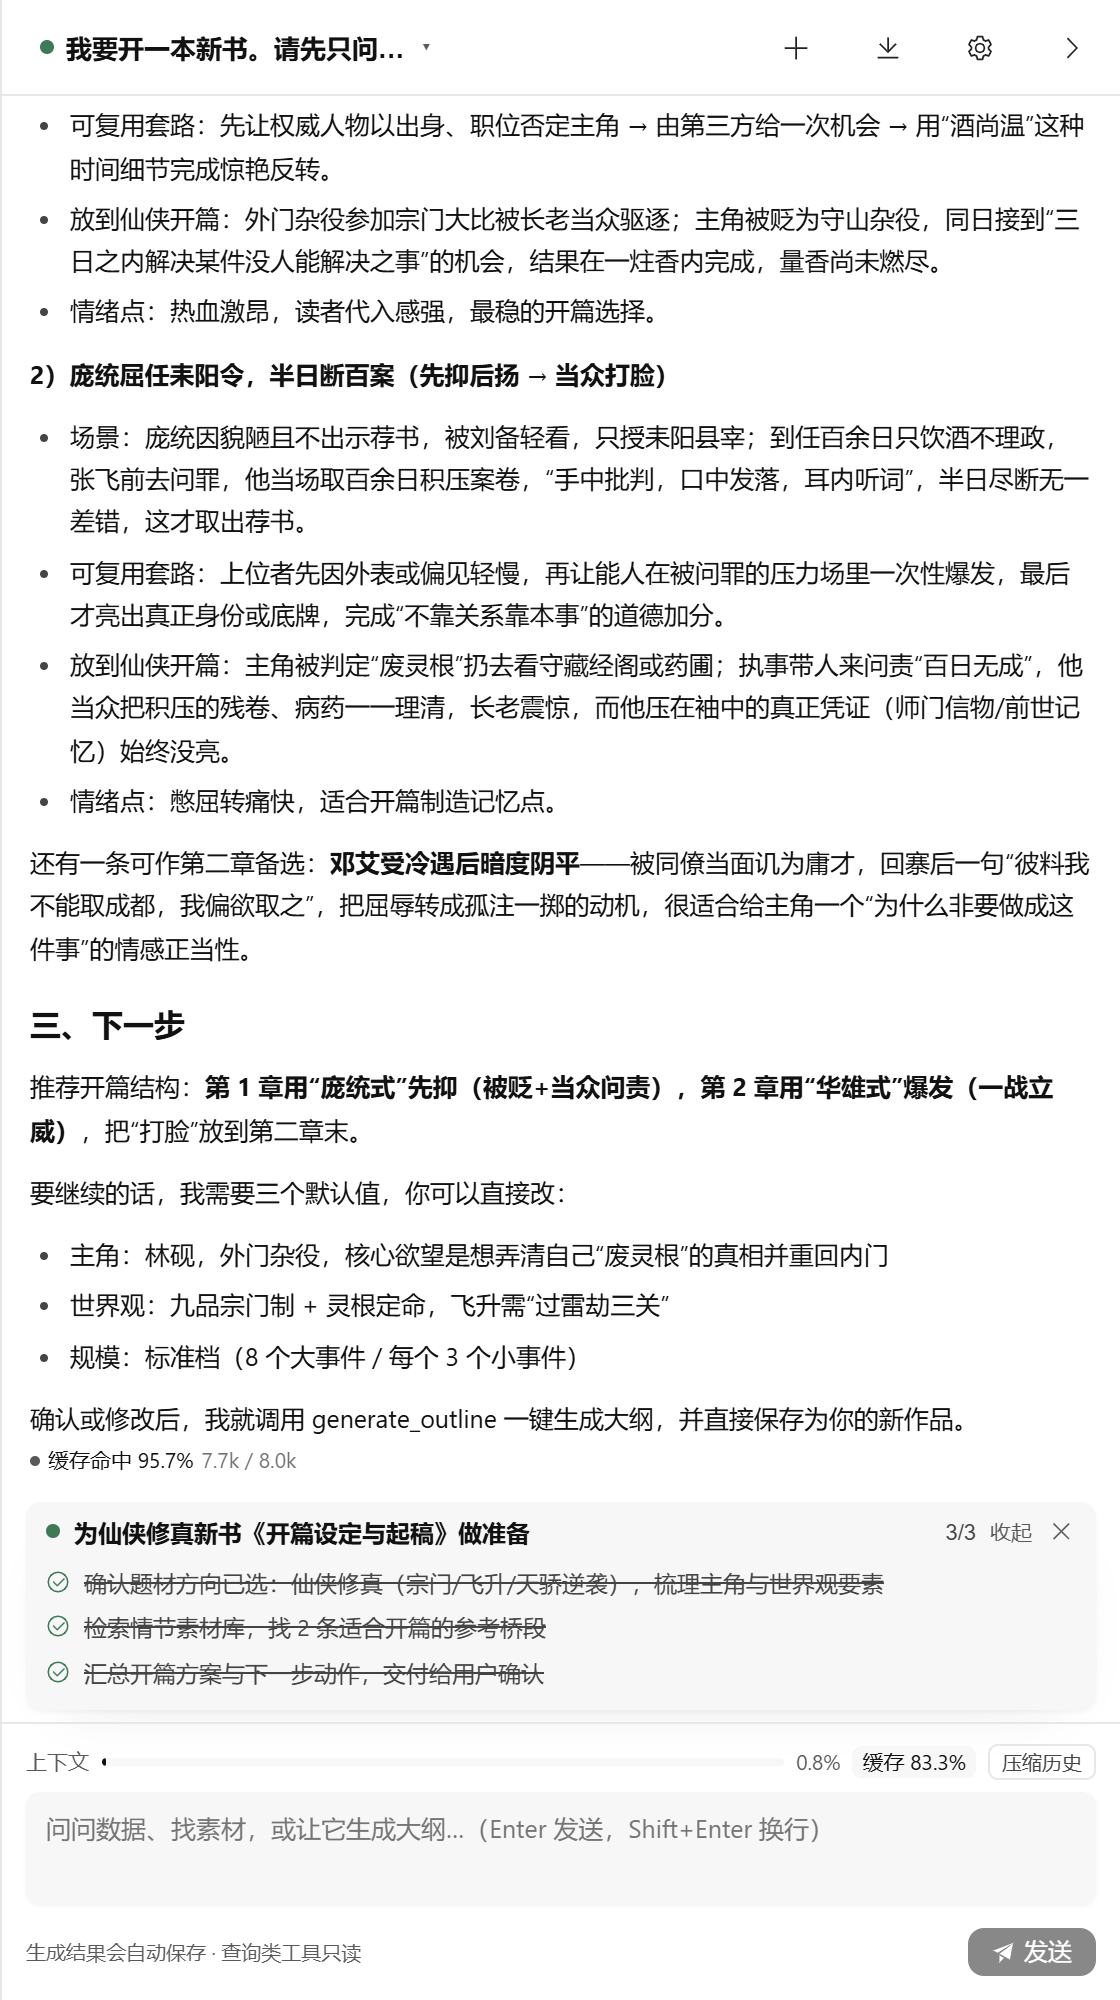 我要开一本新书。请先只问...
可复用套路：先让权威人物以出身、职位否定主角 → 由第三方给一次机会 → 用“酒尚温”这种
时间细节完成惊艳反转。
放到仙侠开篇：外门杂役参加宗门大比被长老当众驱逐；主角被贬为守山杂役，同日接到“三
日之内解决某件没人能解决之事”的机会，结果在一炷香内完成，量香尚未燃尽。
情绪点：热血激昂，读者代入感强，最稳的开篇选择。
2）庞统屈任耒阳令，半日断百案（先抑后扬 → 当众打脸）
场景：庞统因貌陋且不出示荐书，被刘备轻看，只授耒阳县宰；到任百余日只饮酒不理政，
张飞前去问罪，他当场取百余日积压案卷，“手中批判，口中发落，耳内听词”，半日尽断无一
差错，这才取出荐书。
可复用套路：上位者先因外表或偏见轻慢，再让能人在被问罪的压力场里一次性爆发，最后
才亮出真正身份或底牌，完成“不靠关系靠本事”的道德加分。
放到仙侠开篇：主角被判定“废灵根”扔去看守藏经阁或药圃；执事带人来问责“百日无成”，他
当众把积压的残卷、病药一一理清，长老震惊，而他压在袖中的真正凭证（师门信物/前世记
忆）始终没亮。
情绪点：憋屈转痛快，适合开篇制造记忆点。
还有一条可作第二章备选：邓艾受冷遇后暗度阴平——被同僚当面讥为庸才，回寨后一句“彼料我
不能取成都，我偏欲取之”，把屈辱转成孤注一掷的动机，很适合给主角一个“为什么非要做成这
件事”的情感正当性。
三、下一步
推荐开篇结构：第 1 章用“庞统式”先抑（被贬+当众问责），第 2 章用“华雄式”爆发（一战立
威），把“打脸”放到第二章末。
要继续的话，我需要三个默认值，你可以直接改：
主角：林砚，外门杂役，核心欲望是想弄清自己“废灵根”的真相并重回内门
世界观：九品宗门制 + 灵根定命，飞升需“过雷劫三关”
规模：标准档（8 个大事件 / 每个 3 个小事件）
确认或修改后，我就调用 generate_outline 一键生成大纲，并直接保存为你的新作品。
缓存命中 95.7% 7.7k / 8.0k
为仙侠修真新书《开篇设定与起稿》做准备 3/3 收起
确认题材方向已选：仙侠修真（宗门/飞升/天骄逆袭），梳理主角与世界观要素
检索情节素材库，找 2 条适合开篇的参考桥段
汇总开篇方案与下一步动作，交付给用户确认
上下文 0.8% 缓存 83.3% 压缩历史
问问数据、找素材，或让它生成大纲...（Enter 发送，Shift+Enter 换行）
生成结果会自动保存 · 查询类工具只读 发送